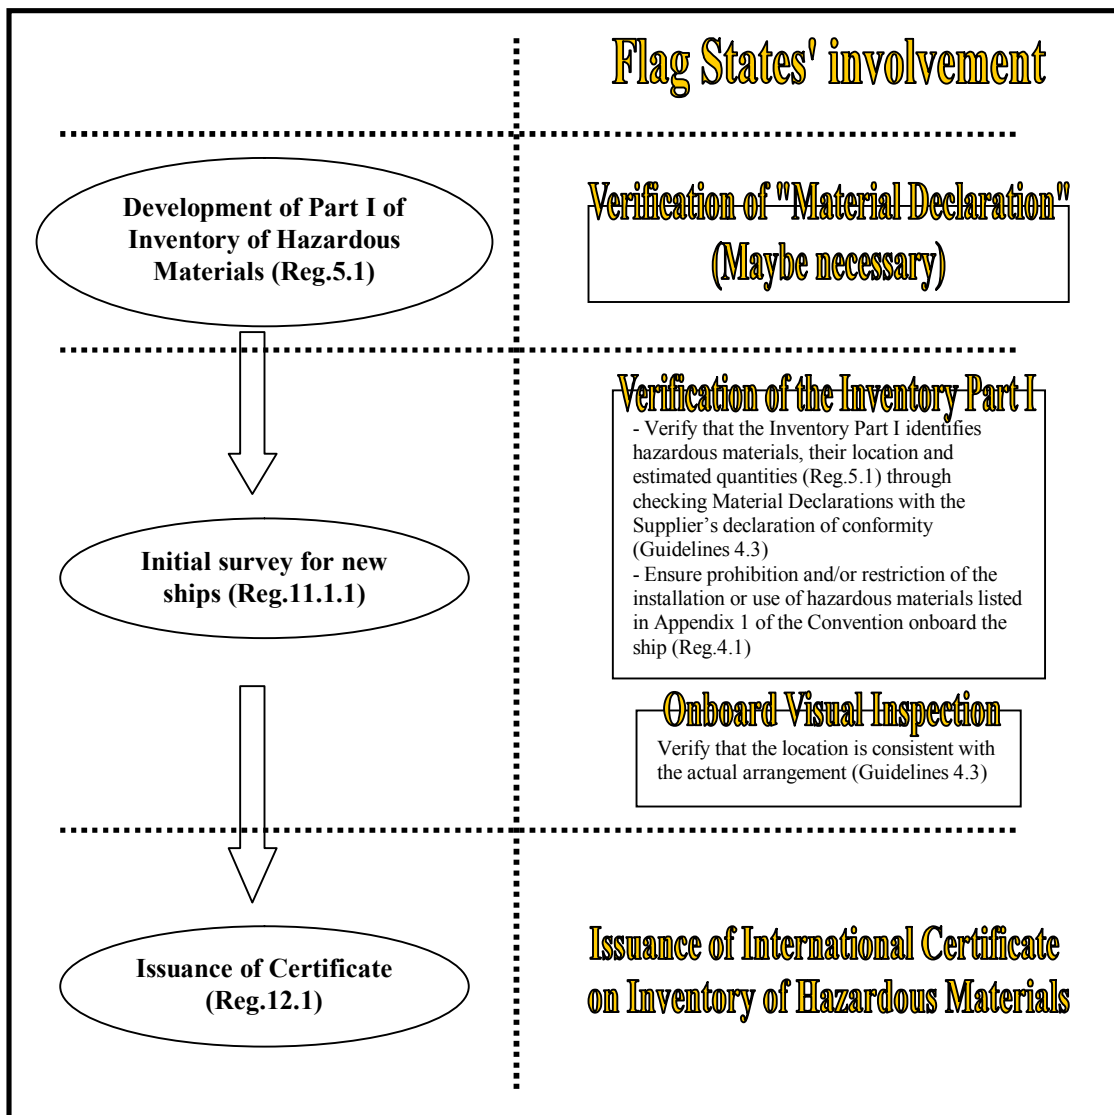 Flag States' involvement
Development of Part I of
Inventory of Hazardous
Materials (Reg.5.1)
Verification of "Material Declaration"
(Maybe necessary)
Verification of the Inventory Part I
- Verify that the Inventory Part I identifies
hazardous materials, their location and
estimated quantities (Reg.5.1) through
checking Material Declarations with the
Supplier’s declaration of conformity
(Guidelines 4.3)
- Ensure prohibition and/or restriction of the
installation or use of hazardous materials listed
in Appendix 1 of the Convention onboard the
ship (Reg.4.1)
Initial survey for new
ships (Reg.11.1.1)
Onboard Visual Inspection
Verify that the location is consistent with
the actual arrangement (Guidelines 4.3)
Issuance of Certificate
(Reg.12.1)
Issuance of International Certificate
on Inventory of Hazardous Materials